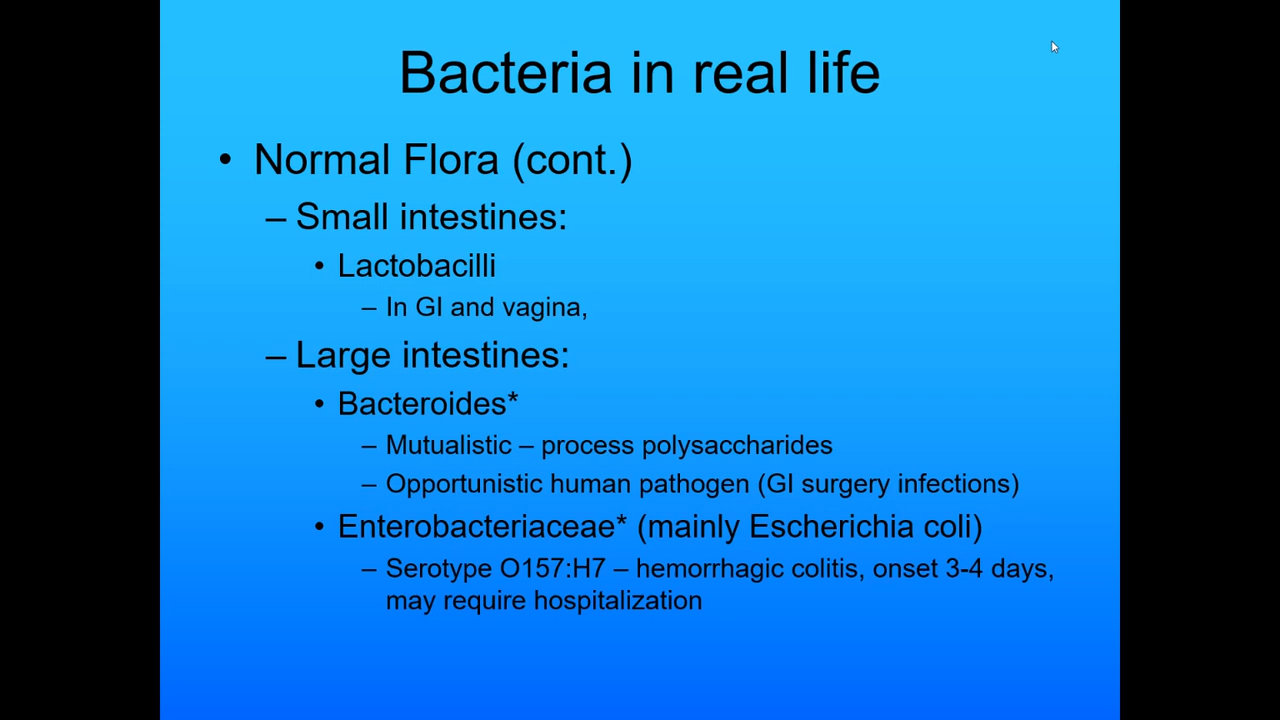 Bacteria in real life
• Normal Flora (cont.)
– Small intestines:
• Lactobacilli
– In GI and vagina,
– Large intestines:
• Bacteroides*
– Mutualistic – process polysaccharides
– Opportunistic human pathogen (GI surgery infections)
• Enterobacteriaceae* (mainly Escherichia coli)
– Serotype O157:H7 – hemorrhagic colitis, onset 3-4 days,
may require hospitalization